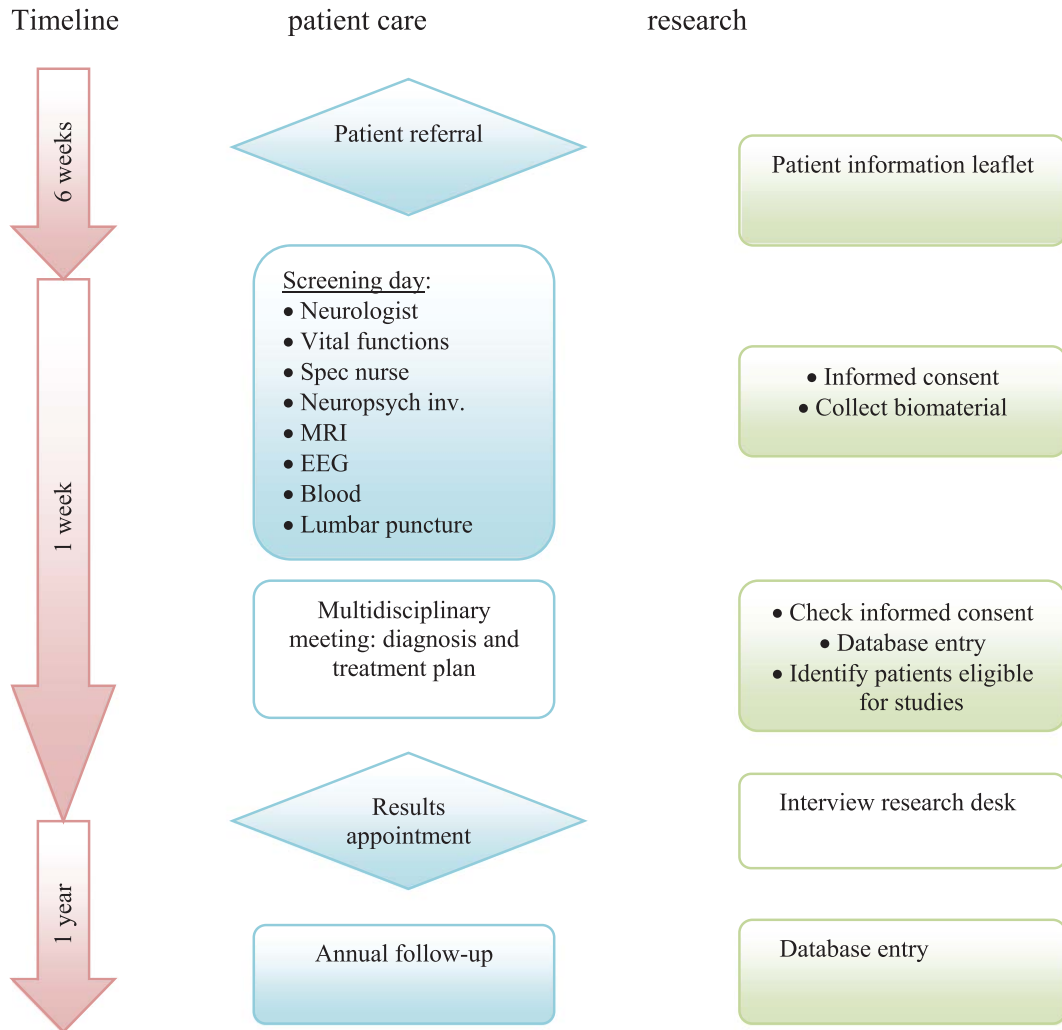 Timeline
patient care
research
6 weeks
Patient referral
Patient information leaflet
1 week
Screening day:
• Neurologist
• Vital functions
• Spec nurse
• Neuropsych inv.
• MRI
• EEG
• Blood
• Lumbar puncture
• Informed consent
• Collect biomaterial
Multidisciplinary
meeting: diagnosis and
treatment plan
• Check informed consent
• Database entry
• Identify patients eligible
for studies
Results
appointment
Interview research desk
1 year
Annual follow-up
Database entry